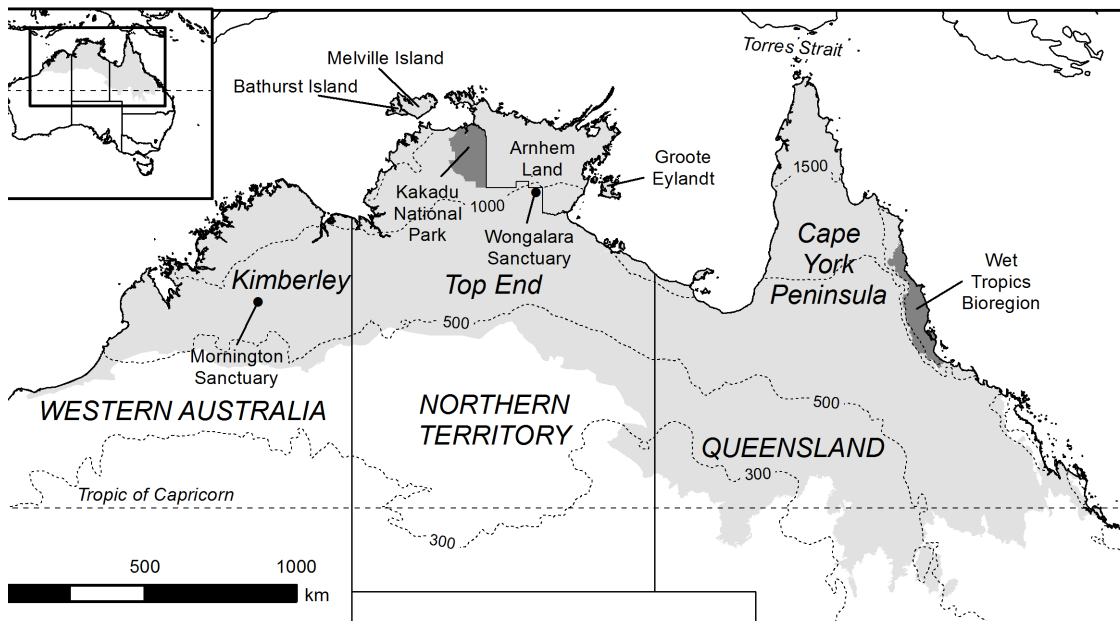 Torres Strait
Melville Island
Bathurst Island
Arnhem
Land
Groote
Eylandt
1500
Kakadu
National
Park
1000
Wongalara
Sanctuary
Cape
York
Peninsula
Wet
Tropics
Bioregion
Kimberley
Top End
500
Mornington
Sanctuary
WESTERN AUSTRALIA
NORTHERN
TERRITORY
500
QUEENSLAND
300
Tropic of Capricorn
300
500
1000
km